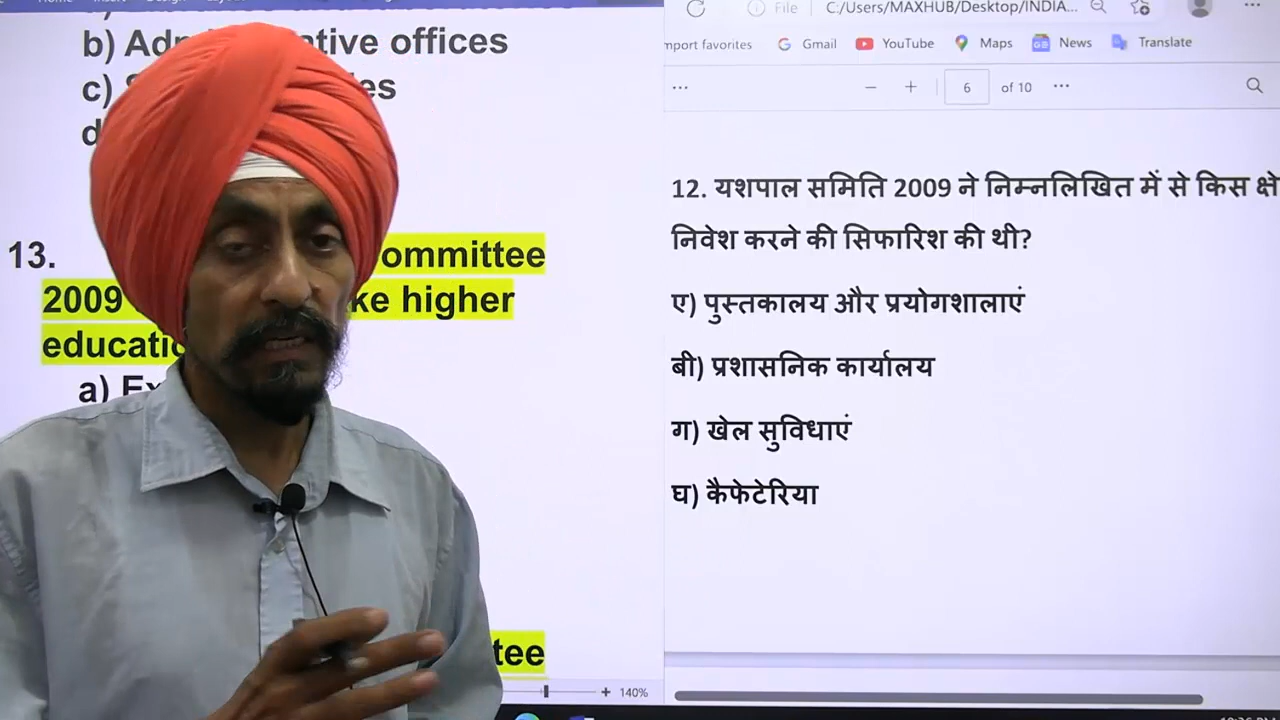 b) Ad ative offices
c) es
d
13. ommittee
2009 ke higher
educatio
a) Ex
tee
140%
File C:/Users/MAXHUB/Desktop/INDIA...
mport favorites Gmail YouTube Maps News Translate
6 of 10
12. यशपाल समिति 2009 ने निम्नलिखित में से किस क्षे
निवेश करने की सिफारिश की थी?
ए) पुस्तकालय और प्रयोगशालाएं
बी) प्रशासनिक कार्यालय
ग) खेल सुविधाएं
घ) कैफेटेरिया